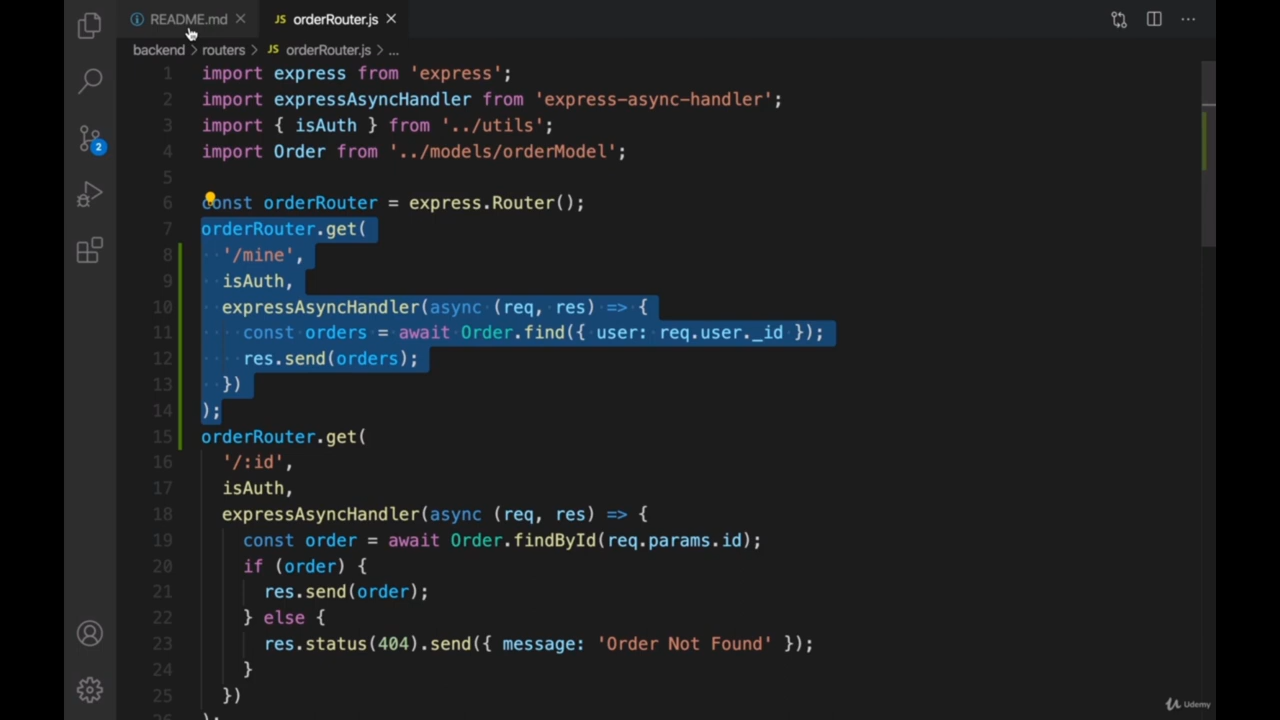 README.md
JS orderRouter.js
backend > routers > JS orderRouter.js > ...
1 import express from 'express';
2 import expressAsyncHandler from 'express-async-handler';
3 import { isAuth } from '../utils';
4 import Order from '../models/orderModel';
5
6 const orderRouter = express.Router();
7 orderRouter.get(
8 '/mine',
9 isAuth,
10 expressAsyncHandler(async (req, res) => {
11 const orders = await Order.find({ user: req.user._id });
12 res.send(orders);
13 })
14 );
15 orderRouter.get(
16 '/:id',
17 isAuth,
18 expressAsyncHandler(async (req, res) => {
19 const order = await Order.findById(req.params.id);
20 if (order) {
21 res.send(order);
22 } else {
23 res.status(404).send({ message: 'Order Not Found' });
24 }
25 })
2
Udemy